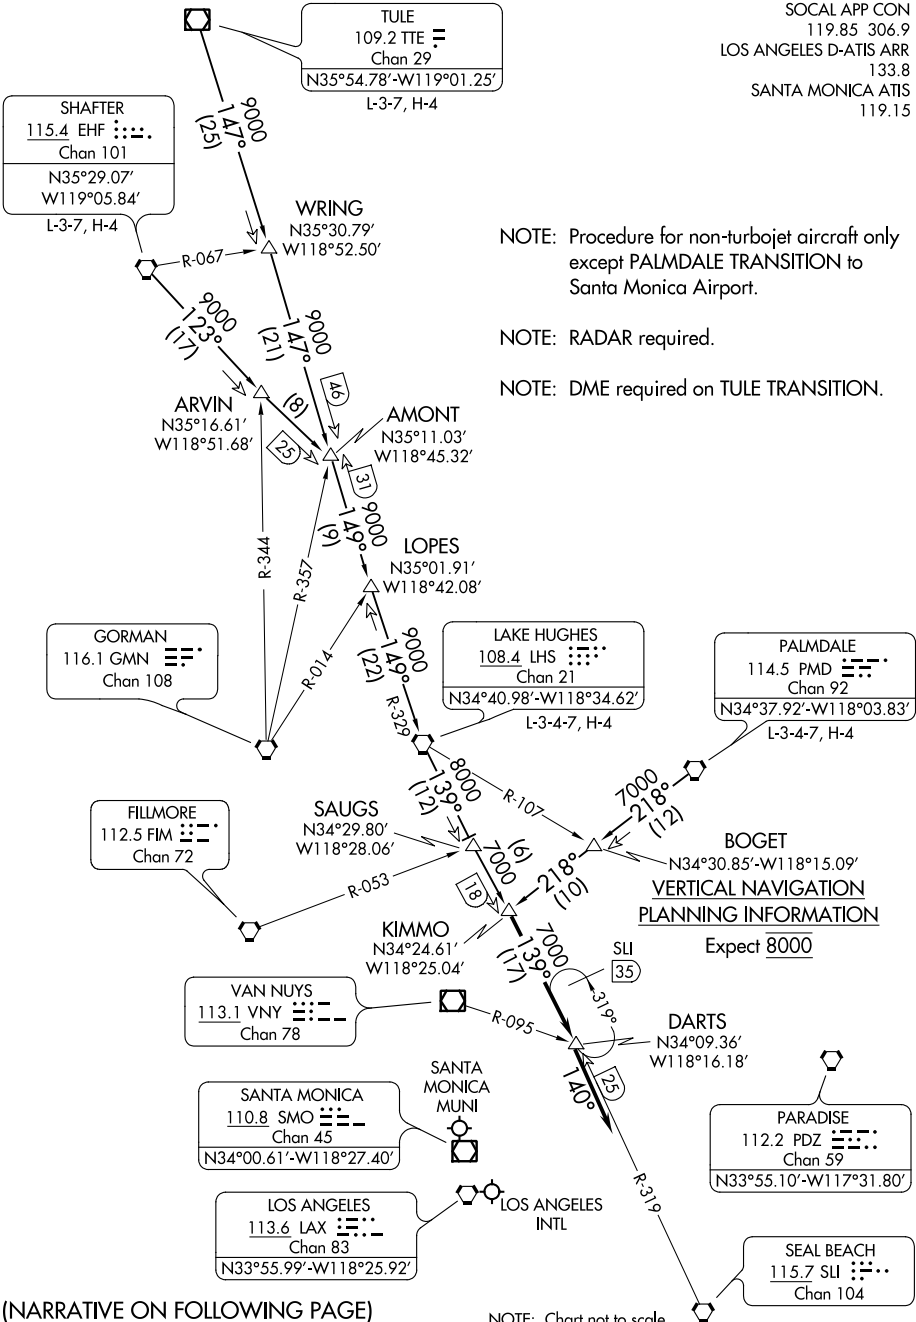 TULE
109.2 TTE
Chan 29
N35°54.78'-W119°01.25'
L-3-7, H-4
SOCAL APP CON
119.85 306.9
LOS ANGELES D-ATIS ARR
133.8
SANTA MONICA ATIS
119.15
SHAFTER
115.4 EHF
Chan 101
N35°29.07'
W119°05.84'
L-3-7, H-4
9000
147°
(25)
WRING
N35°30.79'
W118°52.50'
R-067
NOTE: Procedure for non-turbojet aircraft only
except PALMDALE TRANSITION to
Santa Monica Airport.
NOTE: RADAR required.
NOTE: DME required on TULE TRANSITION.
9000
123°
(17)
9000
147°
(21)
46
ARVIN
N35°16.61'
W118°51.68'
(8)
25
AMONT
N35°11.03'
W118°45.32'
31
9000
149°
(9)
R-344
R-357
LOPES
N35°01.91'
W118°42.08'
R-014
GORMAN
116.1 GMN
Chan 108
9000
149°
(22)
R-329
LAKE HUGHES
108.4 LHS
Chan 21
N34°40.98'-W118°34.62'
L-3-4-7, H-4
PALMDALE
114.5 PMD
Chan 92
N34°37.92'-W118°03.83'
L-3-4-7, H-4
8000
139°
(12)
R-107
7000
218°
(12)
FILLMORE
112.5 FIM
Chan 72
SAUGS
N34°29.80'
W118°28.06'
R-053
(6)
7000
18
218°
(10)
BOGET
N34°30.85'-W118°15.09'
VERTICAL NAVIGATION
PLANNING INFORMATION
Expect 8000
KIMMO
N34°24.61'
W118°25.04'
7000
139°
(17)
SLI
35
319°
VAN NUYS
113.1 VNY
Chan 78
R-095
DARTS
N34°09.36'
W118°16.18'
25
140°
SANTA
MONICA
MUNI
SANTA MONICA
110.8 SMO
Chan 45
N34°00.61'-W118°27.40'
PARADISE
112.2 PDZ
Chan 59
N33°55.10'-W117°31.80'
LOS ANGELES
113.6 LAX
Chan 83
N33°55.99'-W118°25.92'
LOS ANGELES
INTL
R-319
SEAL BEACH
115.7 SLI
Chan 104
(NARRATIVE ON FOLLOWING PAGE)
NOTE: Chart not to scale